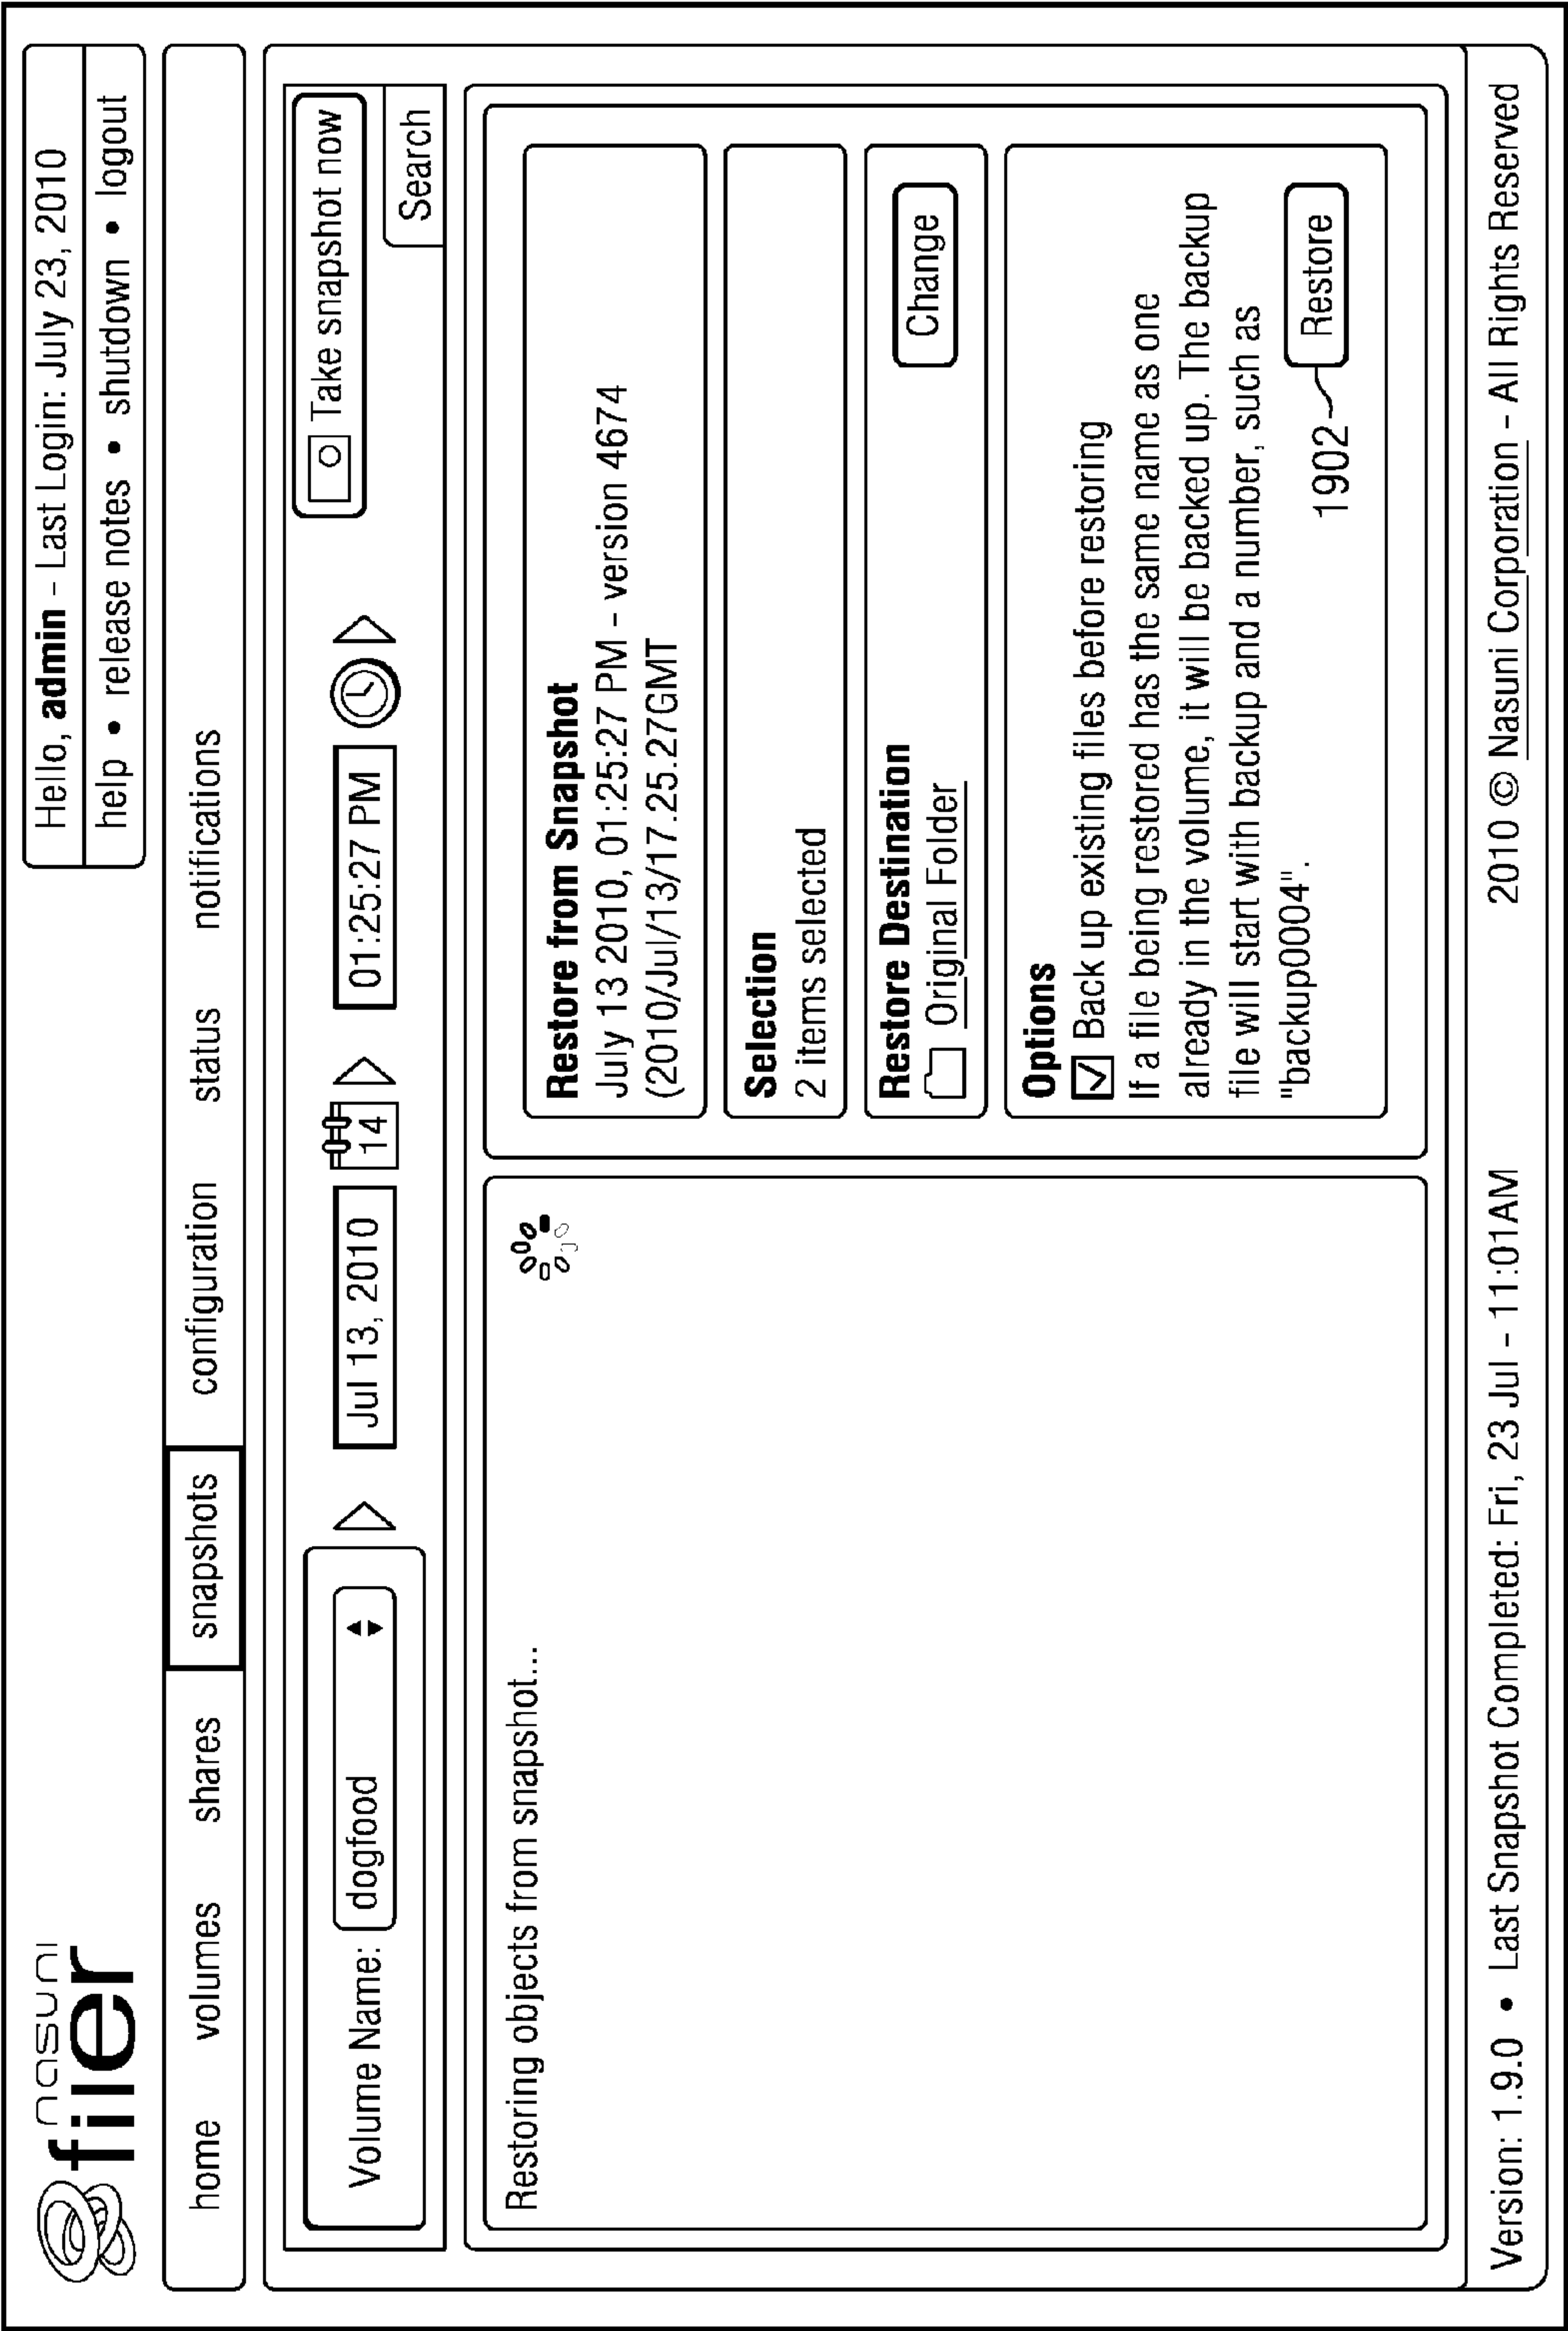 nasuni
filer
Hello, admin - Last Login: July 23, 2010
help • release notes • shutdown • logout
home volumes shares snapshots configuration status notifications
Volume Name: dogfood
Jul 13, 2010
14
01:25:27 PM
Take snapshot now
Search
Restoring objects from snapshot...
Restore from Snapshot
July 13 2010, 01:25:27 PM - version 4674
(2010/Jul/13/17.25.27GMT
Selection
2 items selected
Restore Destination
Original Folder
Change
Options
Back up existing files before restoring
If a file being restored has the same name as one
already in the volume, it will be backed up. The backup
file will start with backup and a number, such as
"backup0004".
Restore
1902
Version: 1.9.0 • Last Snapshot Completed: Fri, 23 Jul - 11:01AM
2010 © Nasuni Corporation - All Rights Reserved